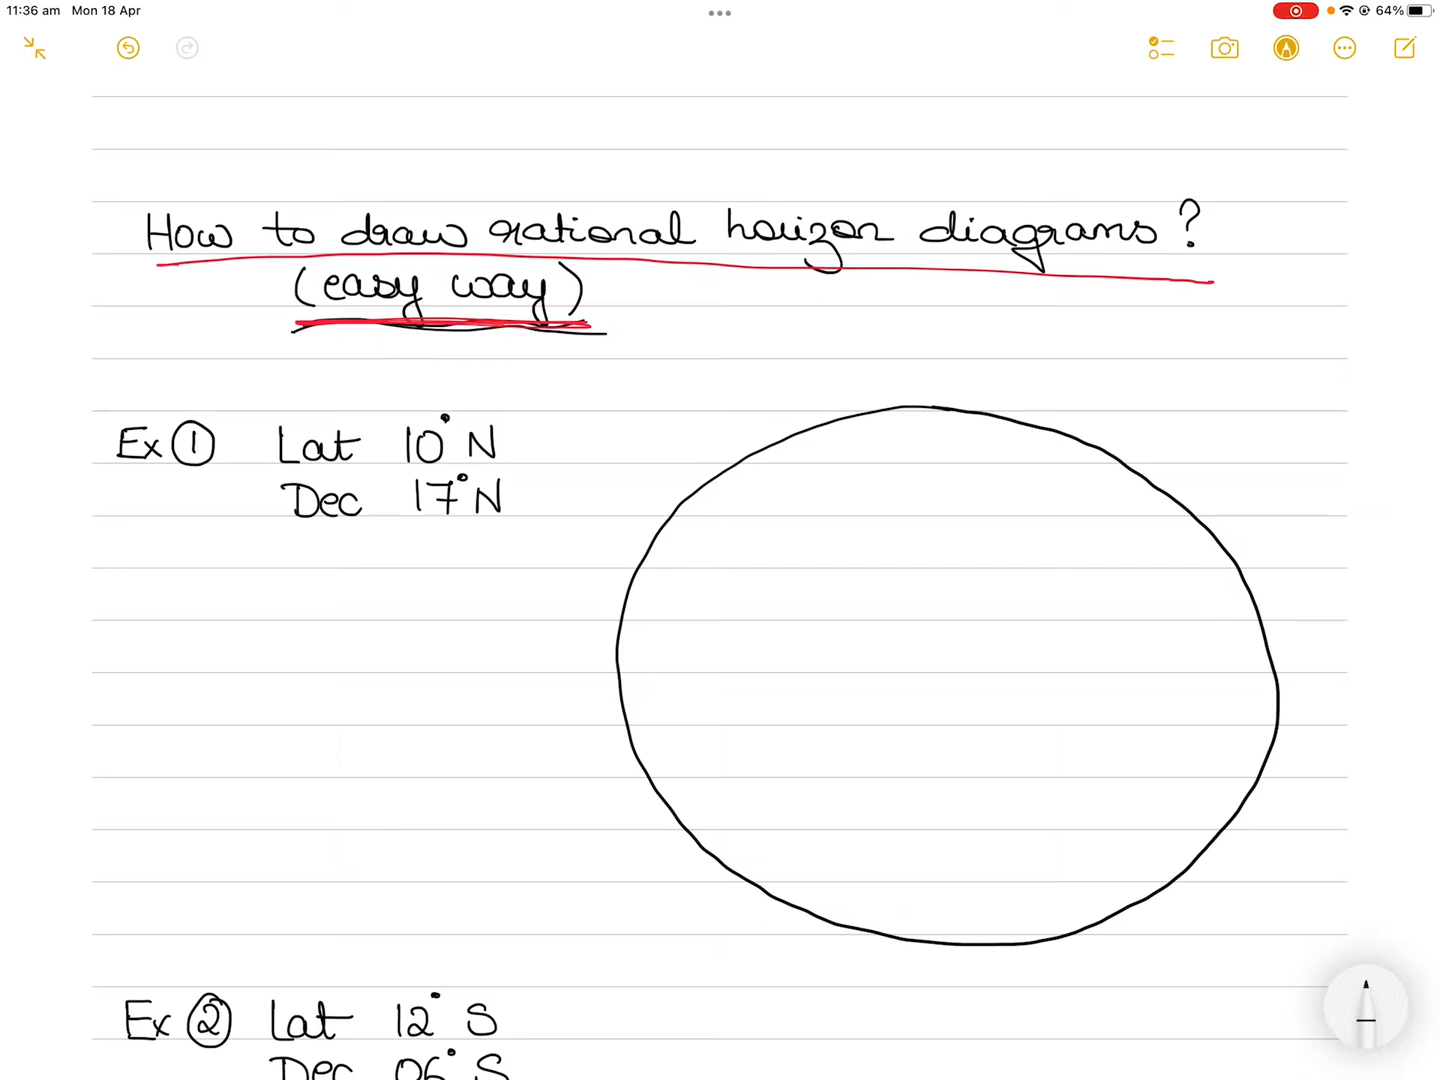 11:36 am Mon 18 Apr
64%
How to draw rational horizon diagrams ?
(easy way)
Ex ① Lat 10° N
Dec 17° N
Ex ② Lat 12° S
Dec 06° S